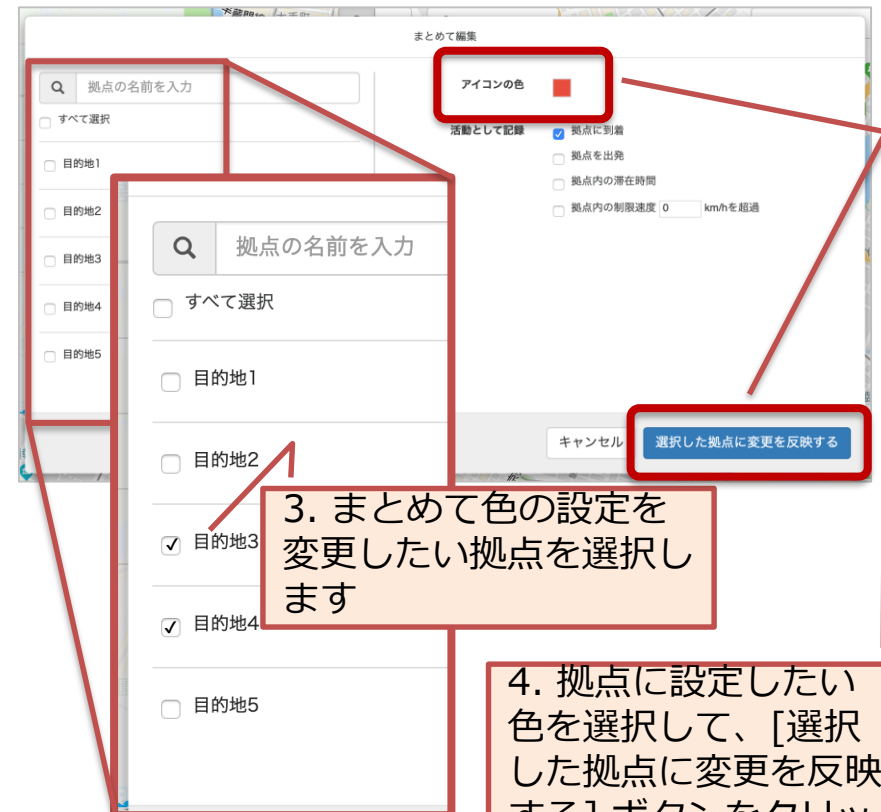 まとめて編集
拠点の名前を入力
すべて選択
目的地1
目的地2
目的地3
目的地4
目的地5
アイコンの色
活動として記録
拠点に到着
拠点を出発
拠点内の滞在時間
拠点内の制限速度 0 km/hを超過
キャンセル
選択した拠点に変更を反映する
拠点の名前を入力
すべて選択
目的地1
目的地2
目的地3
目的地4
目的地5
3. まとめて色の設定を
変更したい拠点を選択し
ます
4. 拠点に設定したい
色を選択して、[選択
した拠点に変更を反映
する] ボタンをクリッ